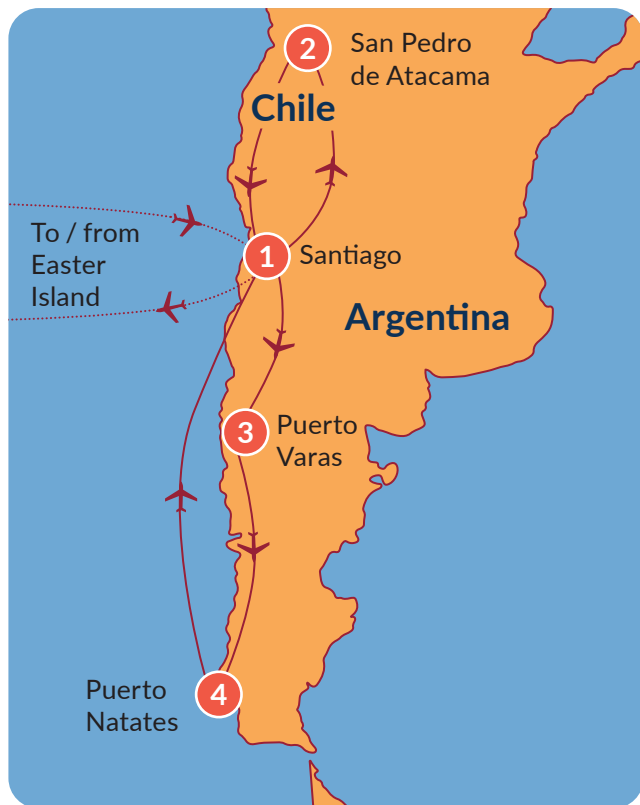 2
San Pedro
de Atacama
Chile
To / from
Easter
Island
1
Santiago
Argentina
3
Puerto
Varas
4
Puerto
Natates